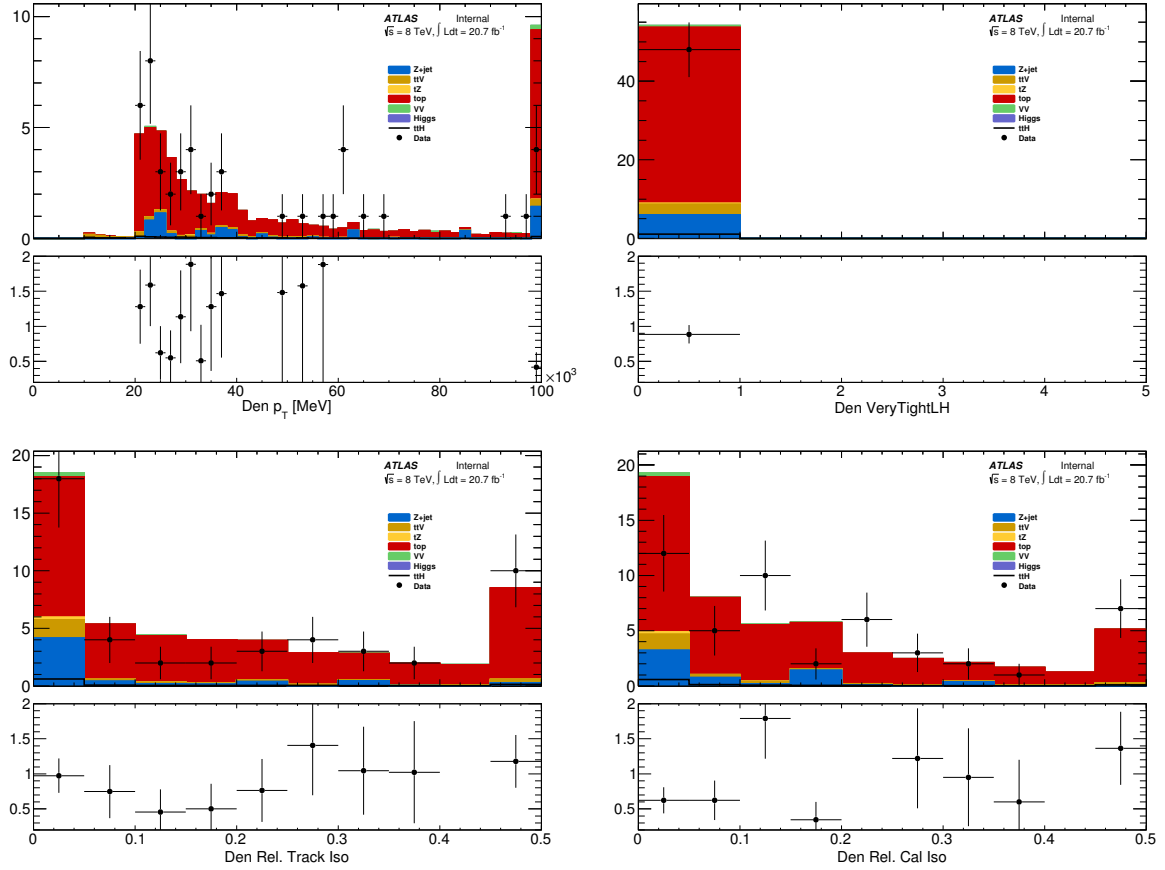 10
5
0
ATLAS Internal
√s = 8 TeV, ∫ Ldt = 20.7 fb⁻¹
Z+jet
ttV
tZ
top
VV
Higgs
ttH
Data
2
1.5
1
0.5
0 20 40 60 80 100
×10³
Den p_T [MeV]
40
20
0
ATLAS Internal
√s = 8 TeV, ∫ Ldt = 20.7 fb⁻¹
Z+jet
ttV
tZ
top
VV
Higgs
ttH
Data
2
1.5
1
0.5
0 1 2 3 4 5
Den VeryTightLH
20
15
10
5
0
ATLAS Internal
√s = 8 TeV, ∫ Ldt = 20.7 fb⁻¹
Z+jet
ttV
tZ
top
VV
Higgs
ttH
Data
2
1.5
1
0.5
0 0.1 0.2 0.3 0.4 0.5
Den Rel. Track Iso
20
15
10
5
0
ATLAS Internal
√s = 8 TeV, ∫ Ldt = 20.7 fb⁻¹
Z+jet
ttV
tZ
top
VV
Higgs
ttH
Data
2
1.5
1
0.5
0 0.1 0.2 0.3 0.4 0.5
Den Rel. Cal Iso